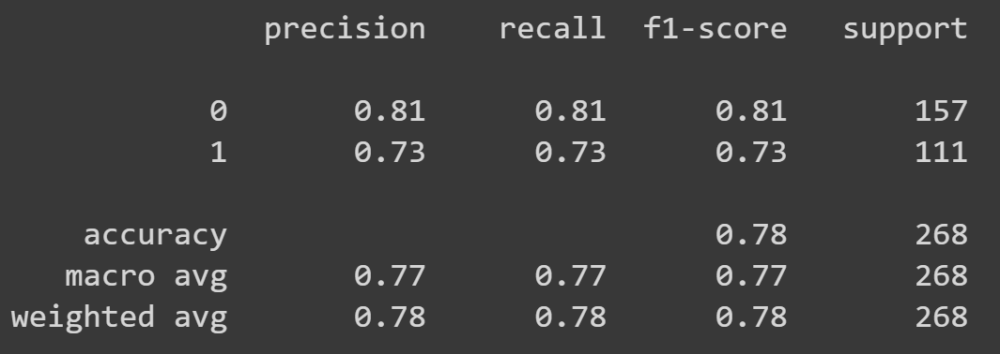 precision recall f1-score support
0 0.81 0.81 0.81 157
1 0.73 0.73 0.73 111
accuracy 0.78 268
macro avg 0.77 0.77 0.77 268
weighted avg 0.78 0.78 0.78 268